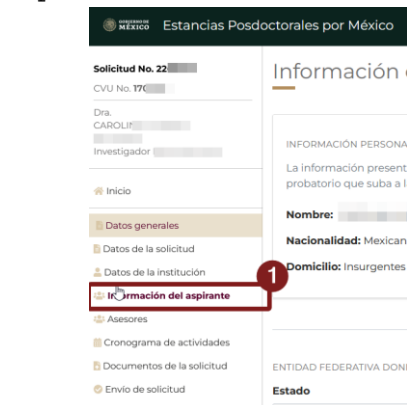 GOBIERNO DE MÉXICO Estancias Posdoctorales por México
Solicitud No. 22
CVU No. 17
Dra.
CAROLI
Investigador
Inicio
Datos generales
Datos de la solicitud
Datos de la institución
Información del aspirante
Asesores
Cronograma de actividades
Documentos de la solicitud
Envío de solicitud
1
Información
INFORMACIÓN PERSONA
La información present
probatorio que suba a l
Nombre:
Nacionalidad: Mexican
Domicilio: Insurgentes
ENTIDAD FEDERATIVA DON
Estado